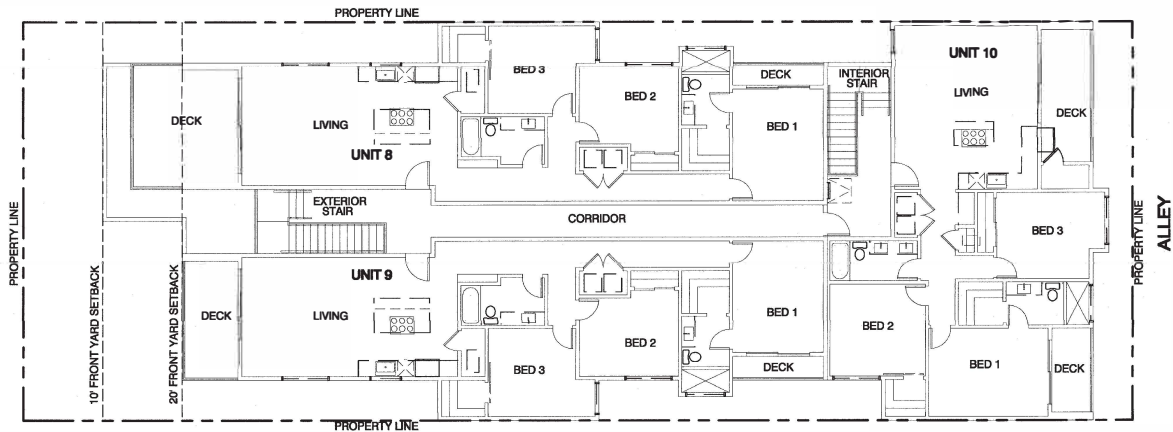 PROPERTY LINE
UNIT 10
BED 3
INTERIOR
STAIR
DECK
BED 2
LIVING
DECK
DECK
LIVING
BED 1
UNIT 8
EXTERIOR
STAIR
CORRIDOR
PROPERTY LINE
PROPERTY LINE
ALLEY
BED 3
10' FRONT YARD SETBACK
20' FRONT YARD SETBACK
UNIT 9
DECK
LIVING
BED 1
BED 2
BED 2
BED 3
DECK
BED 1
DECK
PROPERTY LINE